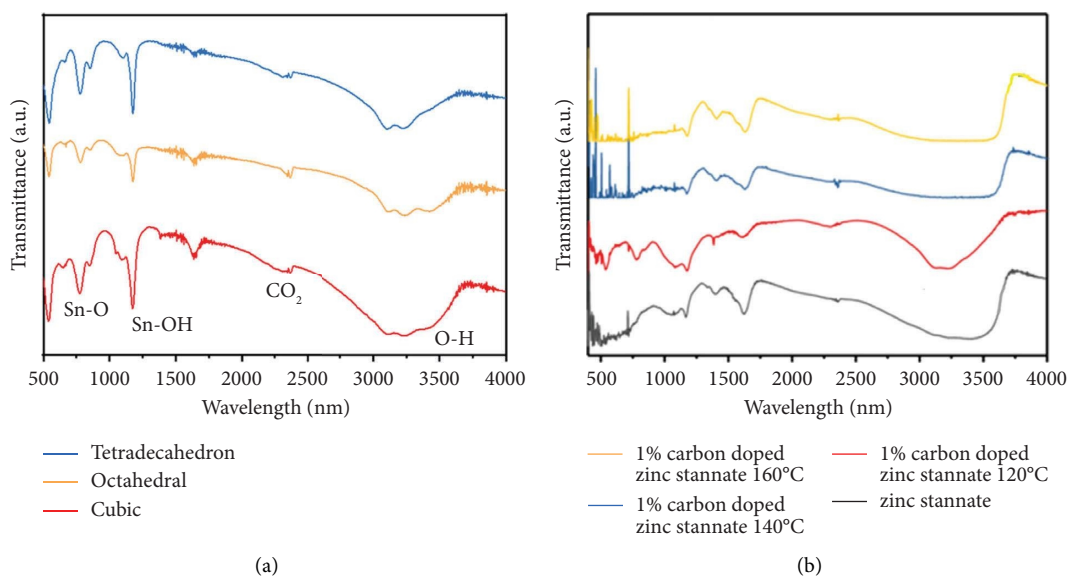 Transmittance (a.u.)
Sn-O
Sn-OH
CO2
O-H
500 1000 1500 2000 2500 3000 3500 4000
Wavelength (nm)
Tetradecahedron
Octahedral
Cubic
(a)
Transmittance (a.u.)
500 1000 1500 2000 2500 3000 3500 4000
400
Wavelength (nm)
1% carbon doped
zinc stannate 160°C
1% carbon doped
zinc stannate 140°C
1% carbon doped
zinc stannate 120°C
zinc stannate
(b)